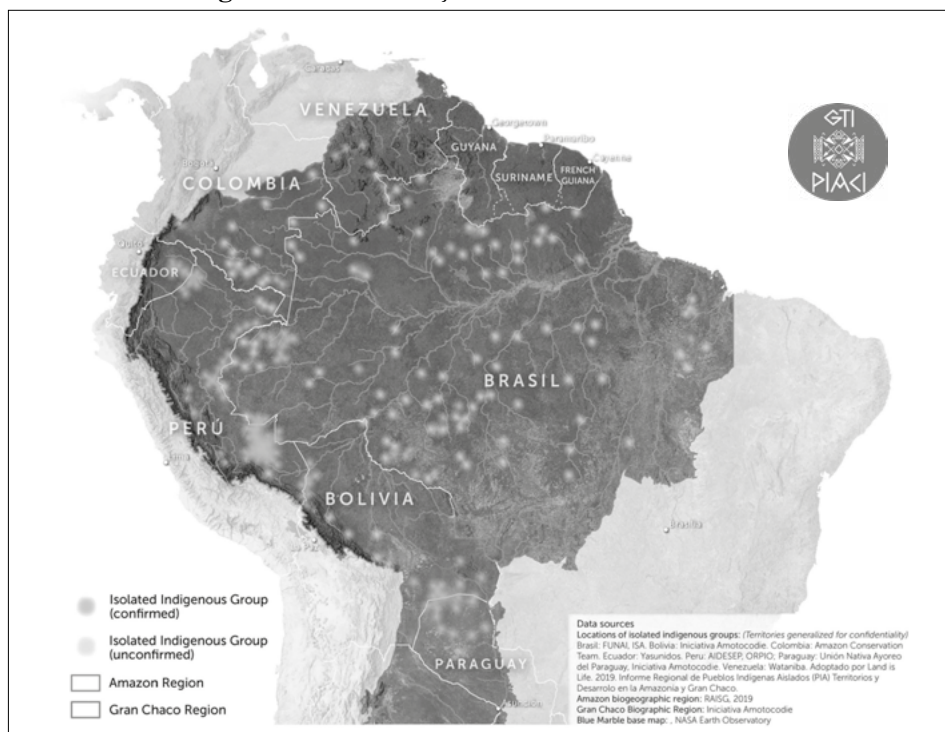 VENEZUELA
Georgetown
GUYANA
Paramaribo
SURINAME
FRENCH
GUIANA
Cayenne
GTI
PIACI
COLOMBIA
Quito
ECUADOR
BRASIL
PERÚ
Lima
BOLIVIA
La Paz
Brasília
PARAGUAY
Isolated Indigenous Group
(confirmed)
Isolated Indigenous Group
(unconfirmed)
Amazon Region
Gran Chaco Region
Data sources
Locations of isolated indigenous groups: (Territories generalized for confidentiality)
Brasil: FUNAI, ISA. Bolivia: Iniciativa Amotocodie. Colombia: Amazon Conservation
Team. Ecuador: Yasunidos. Peru: AIDESEP, ORPIO; Paraguay: Unión Nativa Ayoreo
del Paraguay, Iniciativa Amotocodie. Venezuela: Wataniba. Adoptado por Land is
Life. 2019. Informe Regional de Pueblos Indígenas Aislados (PIA) Territorios y
Desarrolo en la Amazonía y Gran Chaco.
Amazon biogeographic region: RAISG, 2019
Gran Chaco Biographic Region: Iniciativa Amotocodie
Blue Marble base map: , NASA Earth Observatory